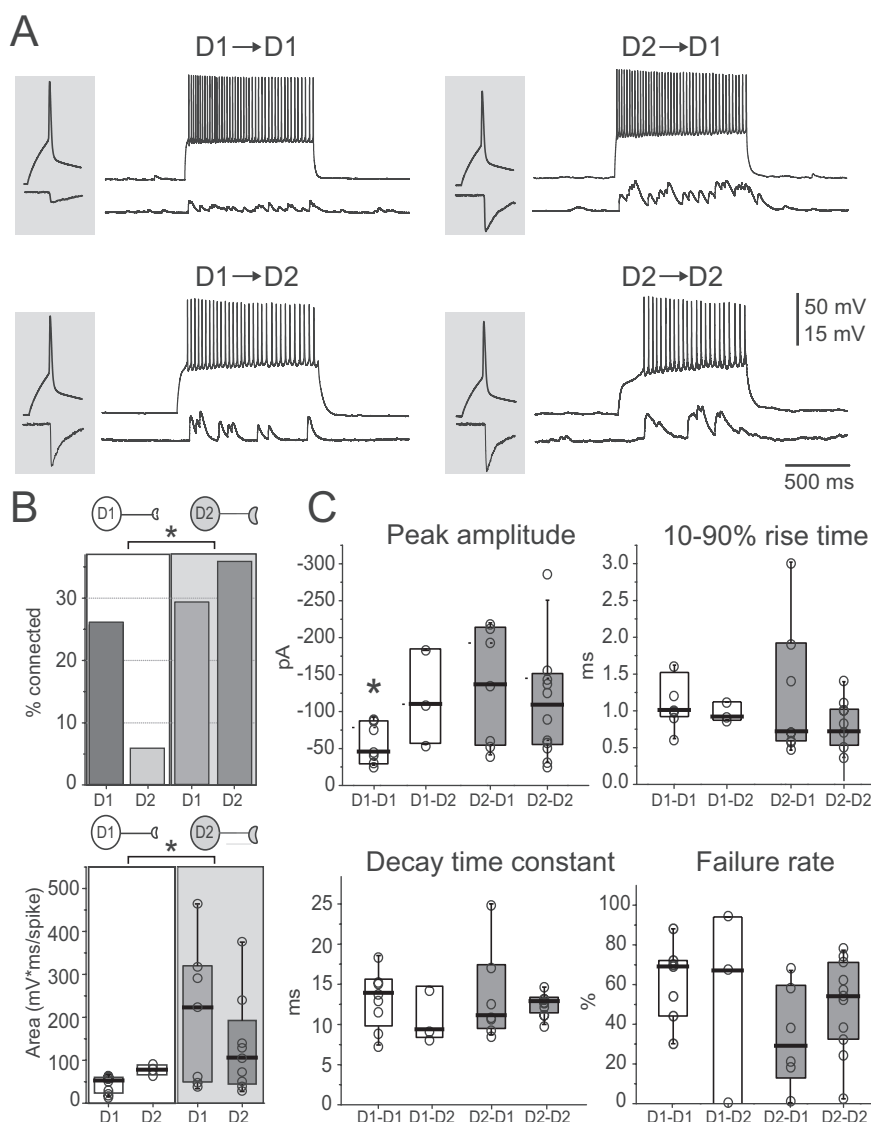 A
D1→D1
D2→D1
D1→D2
D2→D2
50 mV
15 mV
500 ms
B
D1
D2
*
% connected
30
20
10
0
D1 D2 D1 D2
D1
D2
*
Area (mV*ms/spike)
500
400
300
200
100
0
D1 D2 D1 D2
C
Peak amplitude
pA
-300
-250
-200
-150
-100
-50
0
*
D1-D1 D1-D2 D2-D1 D2-D2
10-90% rise time
ms
3.0
2.5
2.0
1.5
1.0
0.5
0.0
D1-D1 D1-D2 D2-D1 D2-D2
Decay time constant
ms
25
20
15
10
5
0
D1-D1 D1-D2 D2-D1 D2-D2
Failure rate
%
100
80
60
40
20
0
D1-D1 D1-D2 D2-D1 D2-D2